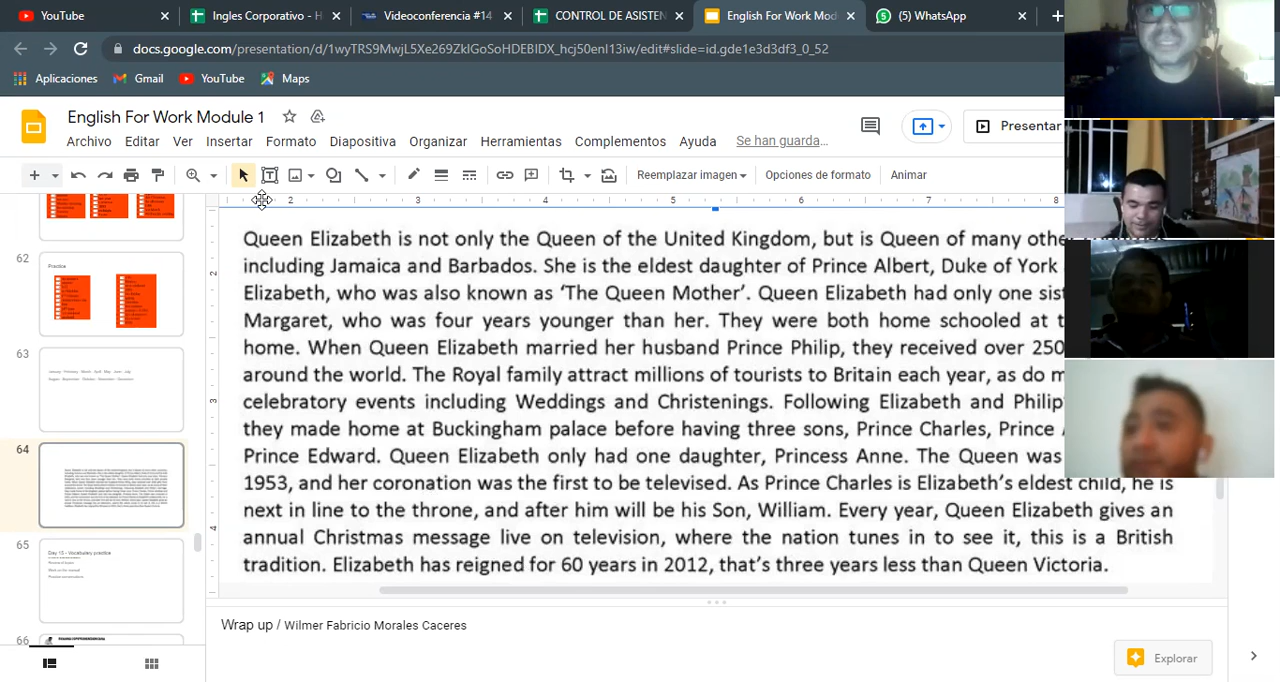 YouTube
Ingles Corporativo - H
Videoconferencia #14
CONTROL DE ASISTEN
English For Work Mod
(5) WhatsApp
docs.google.com/presentation/d/1wyTRS9MwjL5Xe269ZklGoSoHDEBIDX_hcj50enI13iw/edit#slide=id.gde1e3d3df3_0_52
Aplicaciones
Gmail
YouTube
Maps
English For Work Module 1
Archivo
Editar
Ver
Insertar
Formato
Diapositiva
Organizar
Herramientas
Complementos
Ayuda
Se han guarda...
Presentar
Reemplazar imagen
Opciones de formato
Animar
2 3 4 5 6 7 8
Queen Elizabeth is not only the Queen of the United Kingdom, but is Queen of many othe
including Jamaica and Barbados. She is the eldest daughter of Prince Albert, Duke of York
Elizabeth, who was also known as ‘The Queen Mother’. Queen Elizabeth had only one sist
Margaret, who was four years younger than her. They were both home schooled at t
home. When Queen Elizabeth married her husband Prince Philip, they received over 250
around the world. The Royal family attract millions of tourists to Britain each year, as do m
celebratory events including Weddings and Christenings. Following Elizabeth and Philip
they made home at Buckingham palace before having three sons, Prince Charles, Prince A
Prince Edward. Queen Elizabeth only had one daughter, Princess Anne. The Queen was
1953, and her coronation was the first to be televised. As Prince Charles is Elizabeth’s eldest child, he is
next in line to the throne, and after him will be his Son, William. Every year, Queen Elizabeth gives an
annual Christmas message live on television, where the nation tunes in to see it, this is a British
tradition. Elizabeth has reigned for 60 years in 2012, that’s three years less than Queen Victoria.
2
3
4
62
Practice
63
64
65
Day 15 - Vocabulary practice
66
Wrap up / Wilmer Fabricio Morales Caceres
Explorar